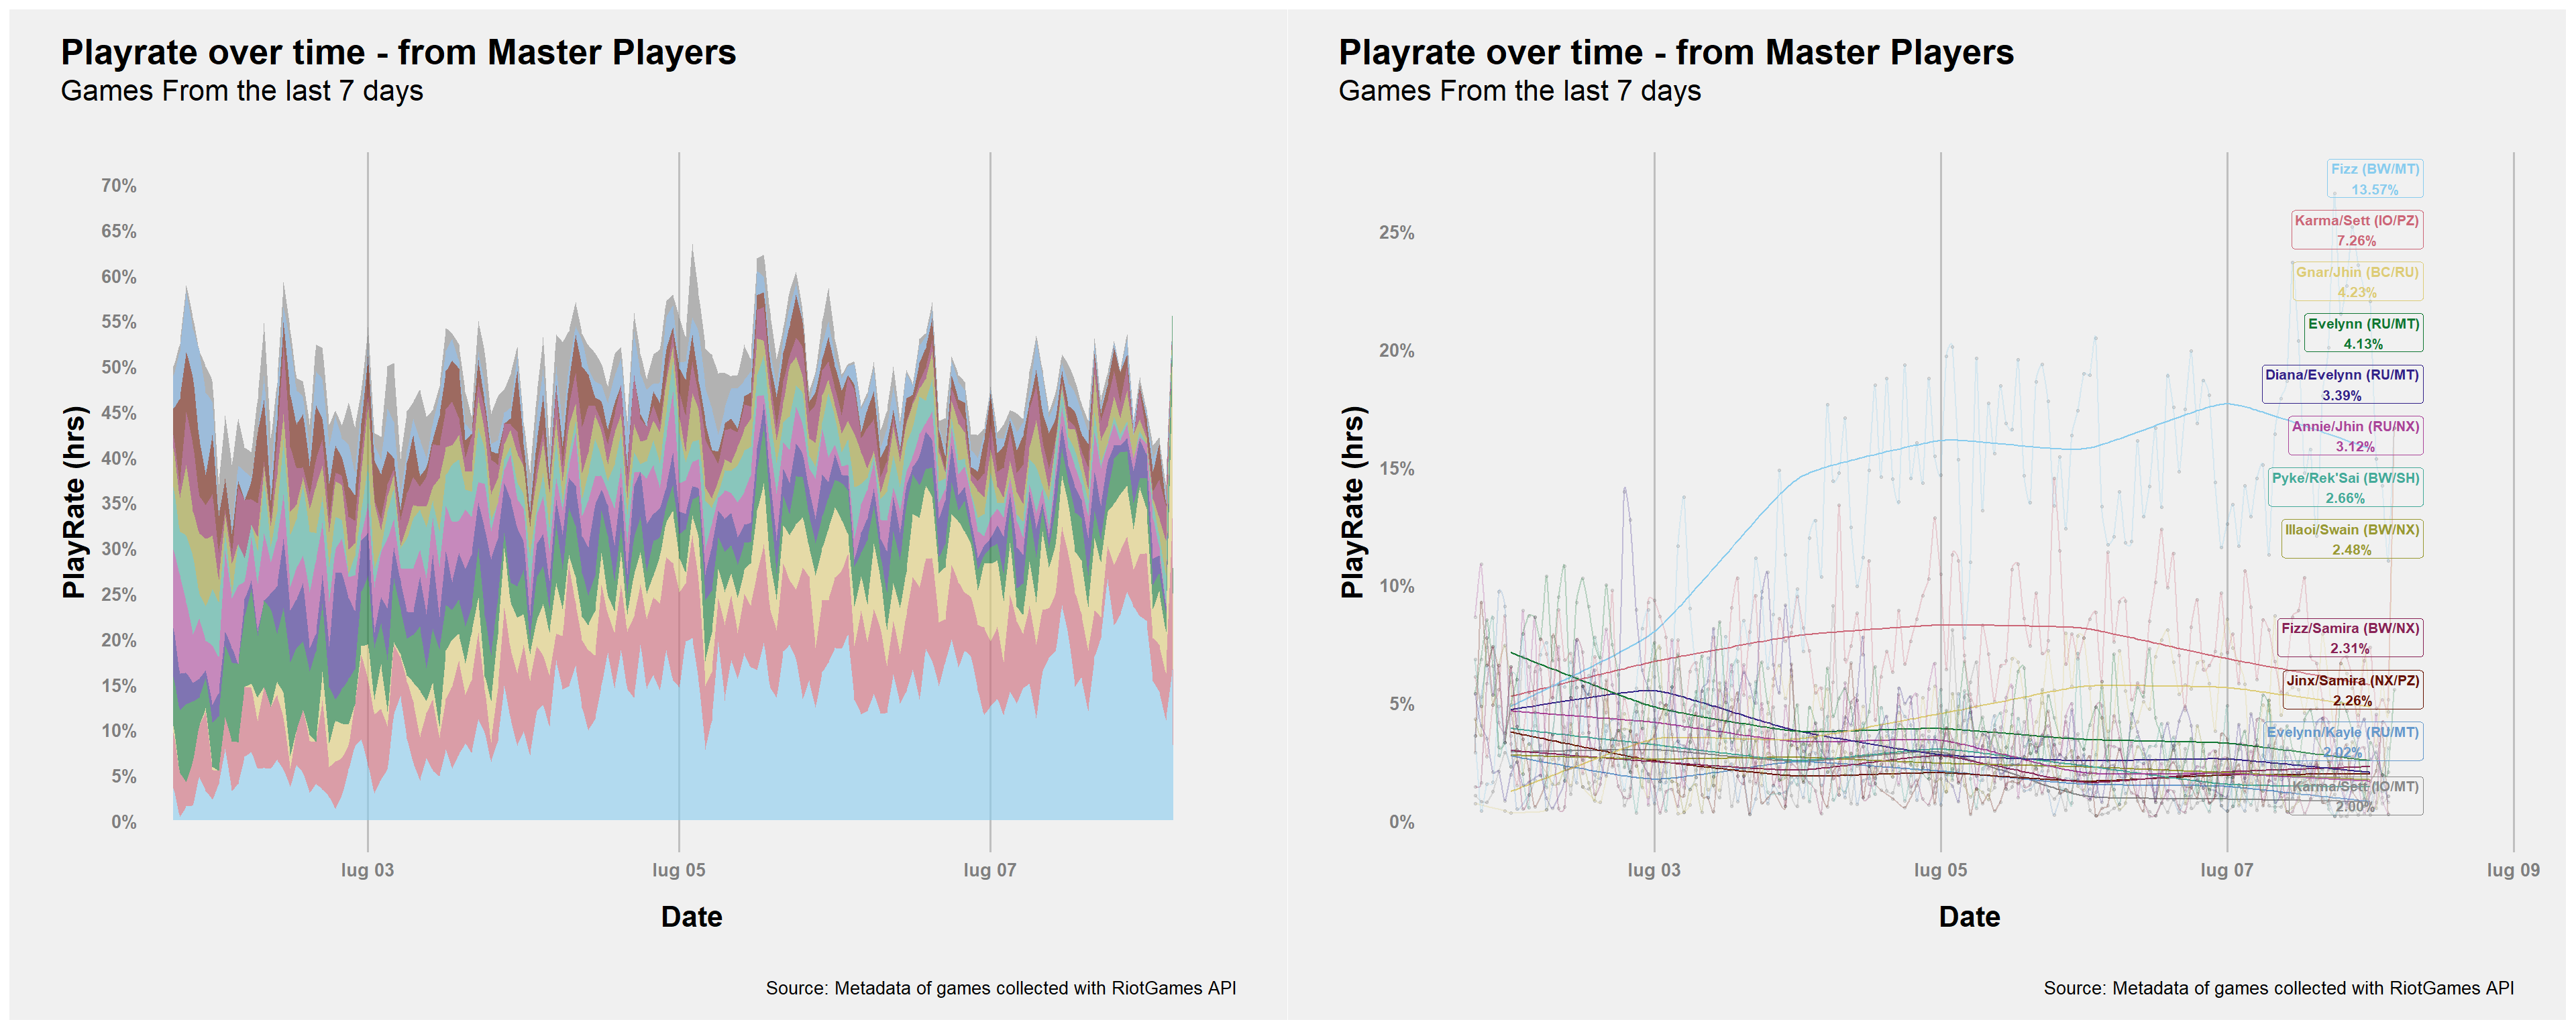 Playrate over time - from Master Players
Games From the last 7 days
PlayRate (hrs)
70%
65%
60%
55%
50%
45%
40%
35%
30%
25%
20%
15%
10%
5%
0%
lug 03
lug 05
lug 07
Date
Source: Metadata of games collected with RiotGames API
Playrate over time - from Master Players
Games From the last 7 days
PlayRate (hrs)
25%
20%
15%
10%
5%
0%
Fizz (BW/MT)
13.57%
Karma/Sett (IO/PZ)
7.26%
Gnar/Jhin (BC/RU)
4.23%
Evelynn (RU/MT)
4.13%
Diana/Evelynn (RU/MT)
3.39%
Annie/Jhin (RU/NX)
3.12%
Pyke/Rek'Sai (BW/SH)
2.66%
Illaoi/Swain (BW/NX)
2.48%
Fizz/Samira (BW/NX)
2.31%
Jinx/Samira (NX/PZ)
2.26%
Evelynn/Kayle (RU/MT)
2.02%
Karma/Sett (IO/MT)
2.00%
lug 03
lug 05
lug 07
lug 09
Date
Source: Metadata of games collected with RiotGames API